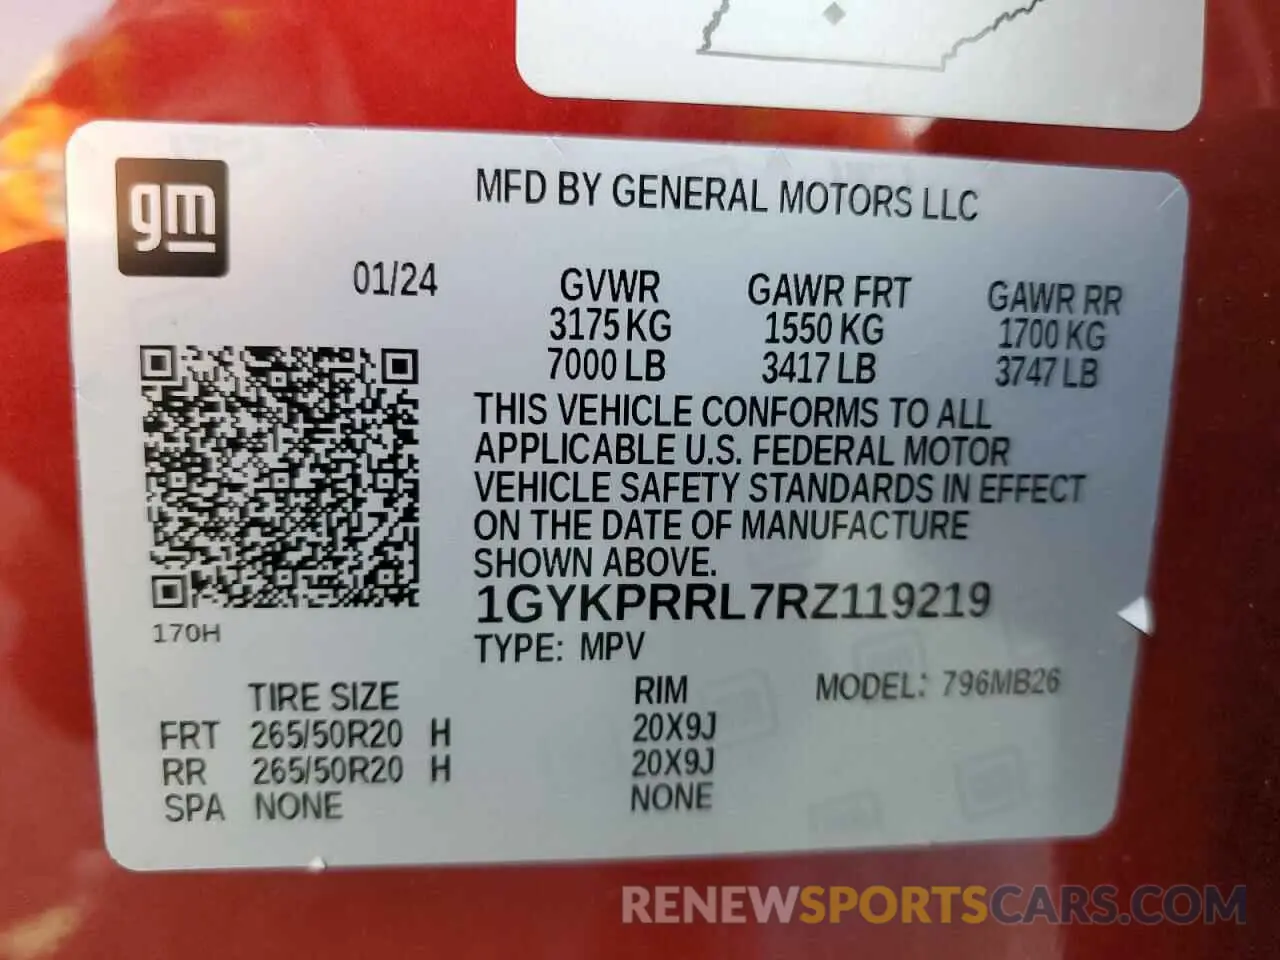 gm
MFD BY GENERAL MOTORS LLC
01/24 GVWR GAWR FRT GAWR RR
3175 KG 1550 KG 1700 KG
7000 LB 3417 LB 3747 LB
THIS VEHICLE CONFORMS TO ALL
APPLICABLE U.S. FEDERAL MOTOR
VEHICLE SAFETY STANDARDS IN EFFECT
ON THE DATE OF MANUFACTURE
SHOWN ABOVE.
1GYKPRRL7RZ119219
170H
TYPE: MPV
TIRE SIZE RIM MODEL: 796MB26
FRT 265/50R20 H 20X9J
RR 265/50R20 H 20X9J
SPA NONE NONE
RENEWSPORTSCARS.COM